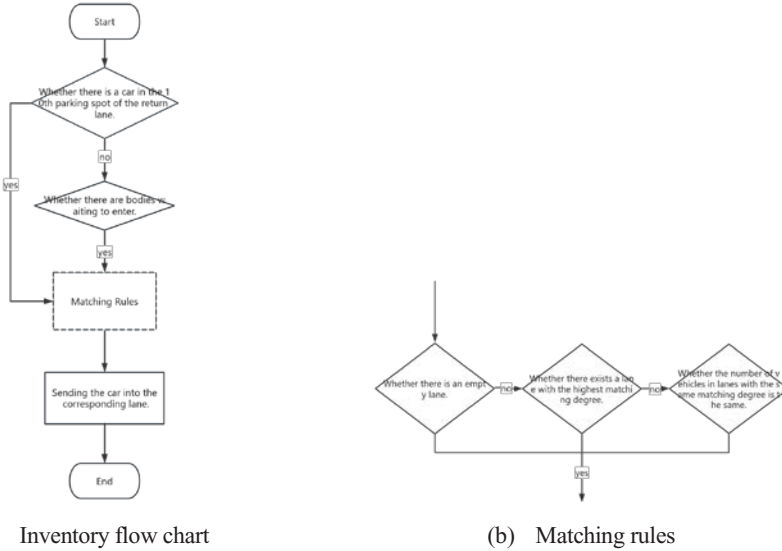 Start
Whether there is a car in the 1
0th parking spot of the return
lane.
no
yes
Whether there are bodies w
aiting to enter.
yes
Matching Rules
Sending the car into the
corresponding lane.
End
Inventory flow chart
Whether there is an empt
y lane.
no
Whether there exists a lan
e with the highest matchi
ng degree.
no
Whether the number of v
ehicles in lanes with the s
ame matching degree is t
he same.
yes
(b) Matching rules